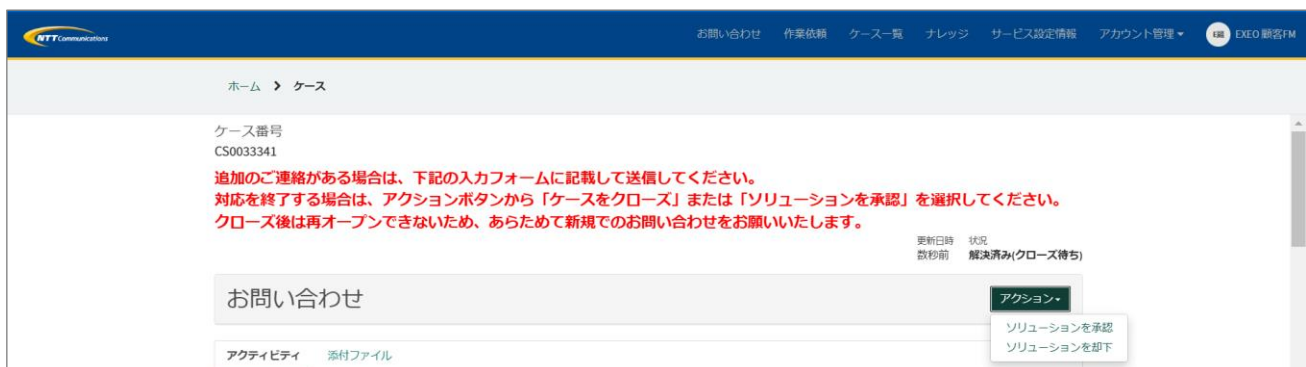 NTT Communications
お問い合わせ 作業依頼 ケース一覧 ナレッジ サービス設定情報 アカウント管理 EXEO 顧客FM
ホーム > ケース
ケース番号
CS0033341
追加のご連絡がある場合は、下記の入力フォームに記載して送信してください。
対応を終了する場合は、アクションボタンから「ケースをクローズ」または「ソリューションを承認」を選択してください。
クローズ後は再オープンできないため、あらためて新規でのお問い合わせをお願いいたします。
更新日時 状況
数秒前 解決済み(クローズ待ち)
お問い合わせ アクション
ソリューションを承認
ソリューションを却下
アクティビティ 添付ファイル